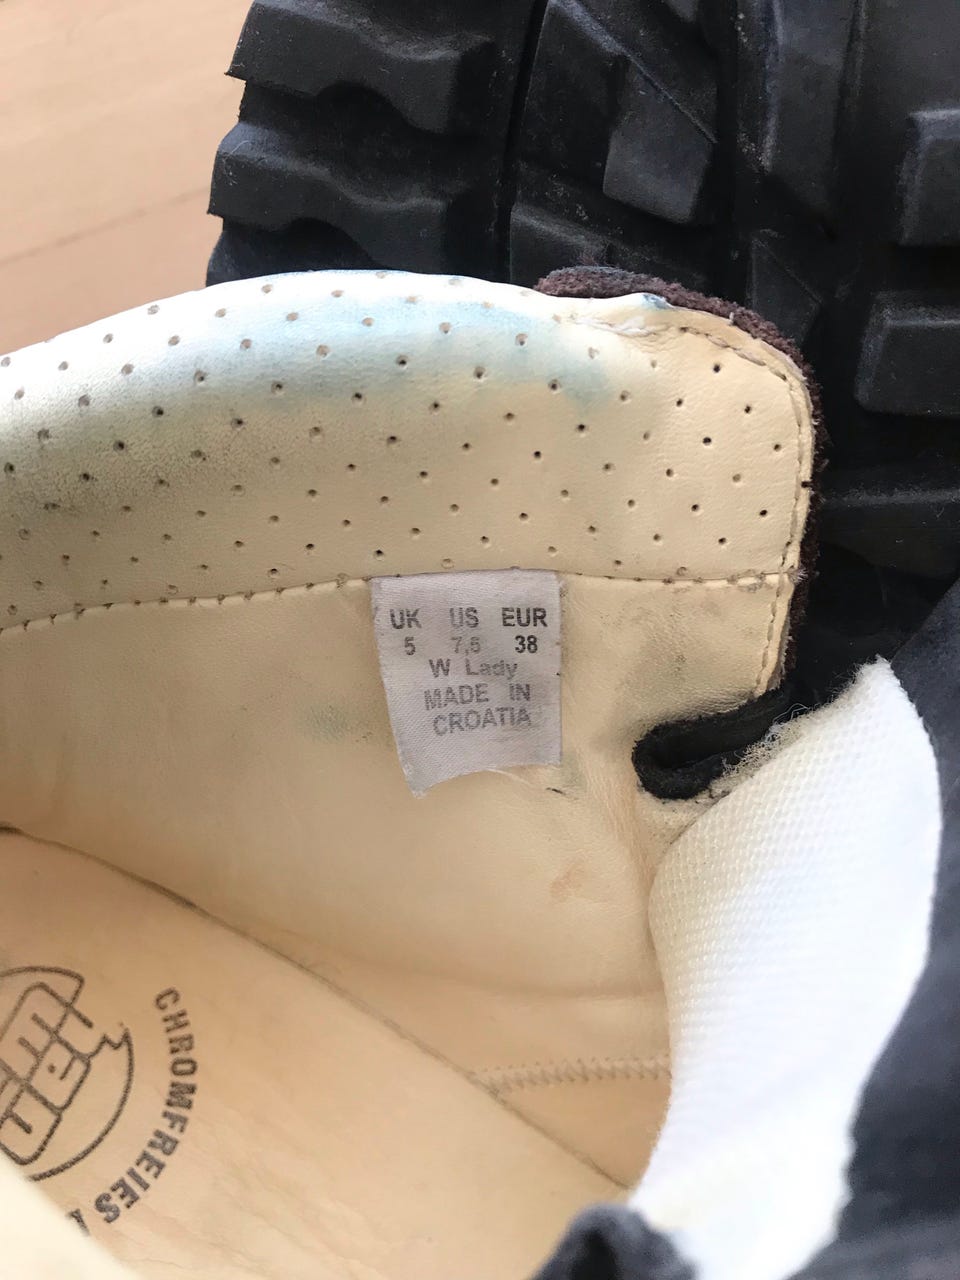 UK US EUR
5 7,5 38
W Lady
MADE IN
CROATIA
CHROMFREIES